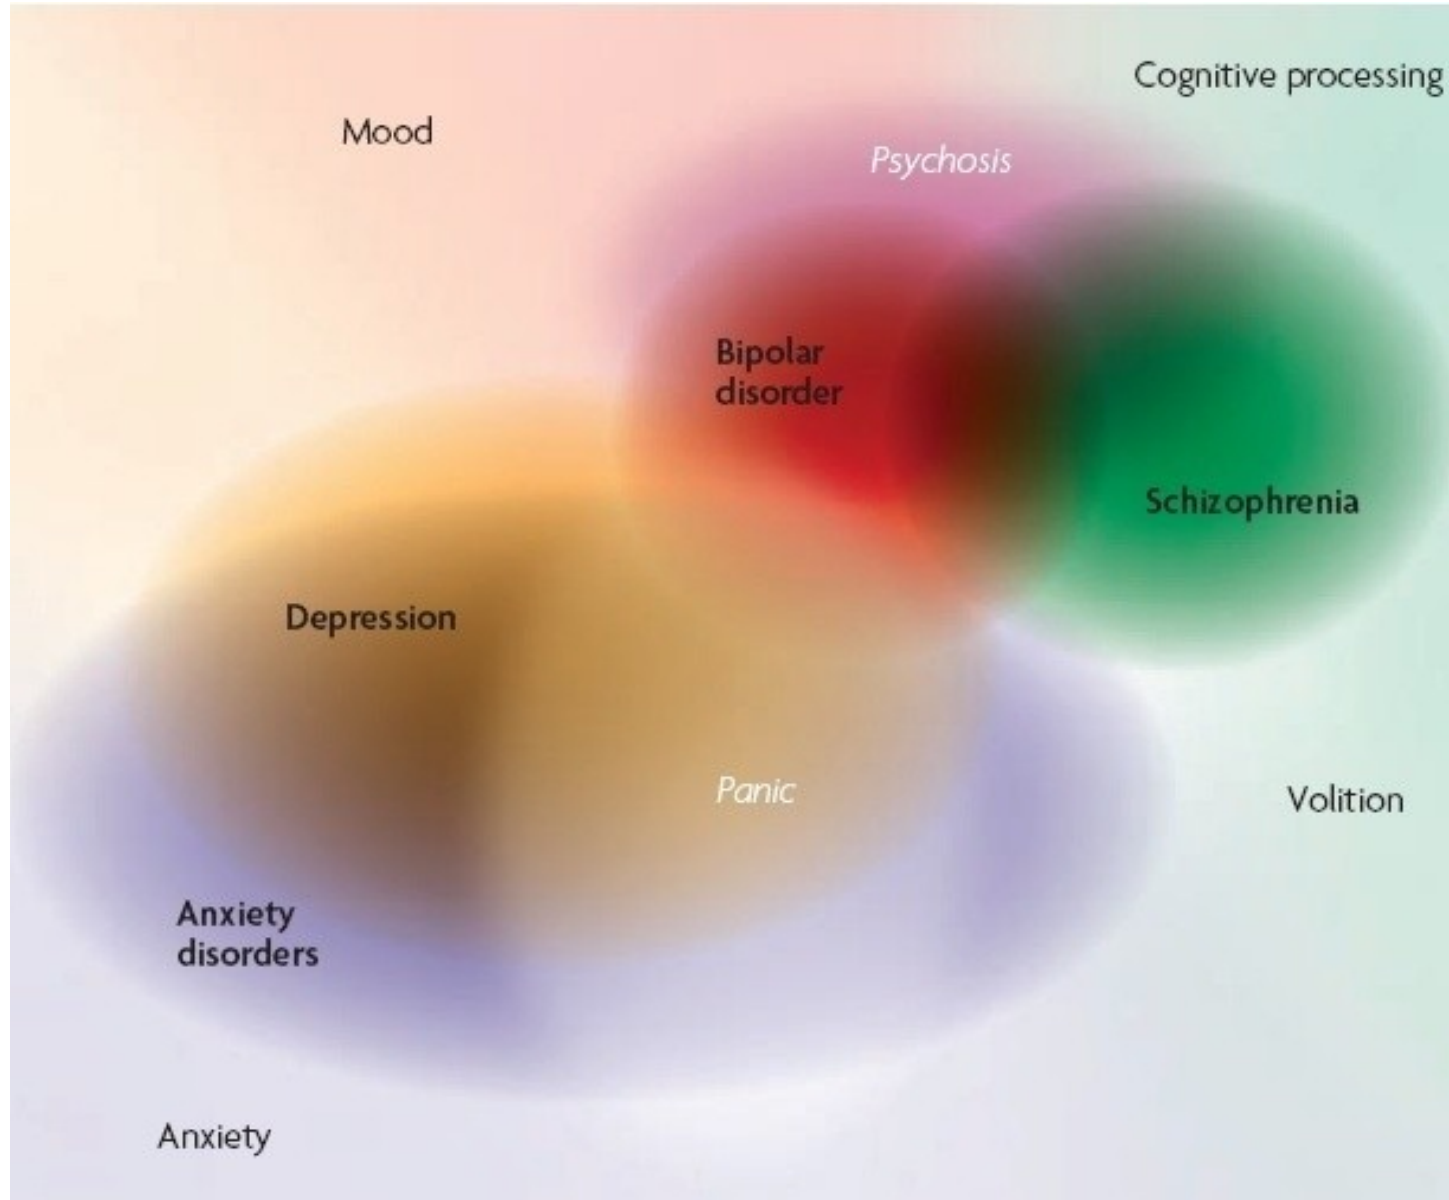 Cognitive processing
Mood
Psychosis
Bipolar
disorder
Schizophrenia
Depression
Panic
Volition
Anxiety
disorders
Anxiety